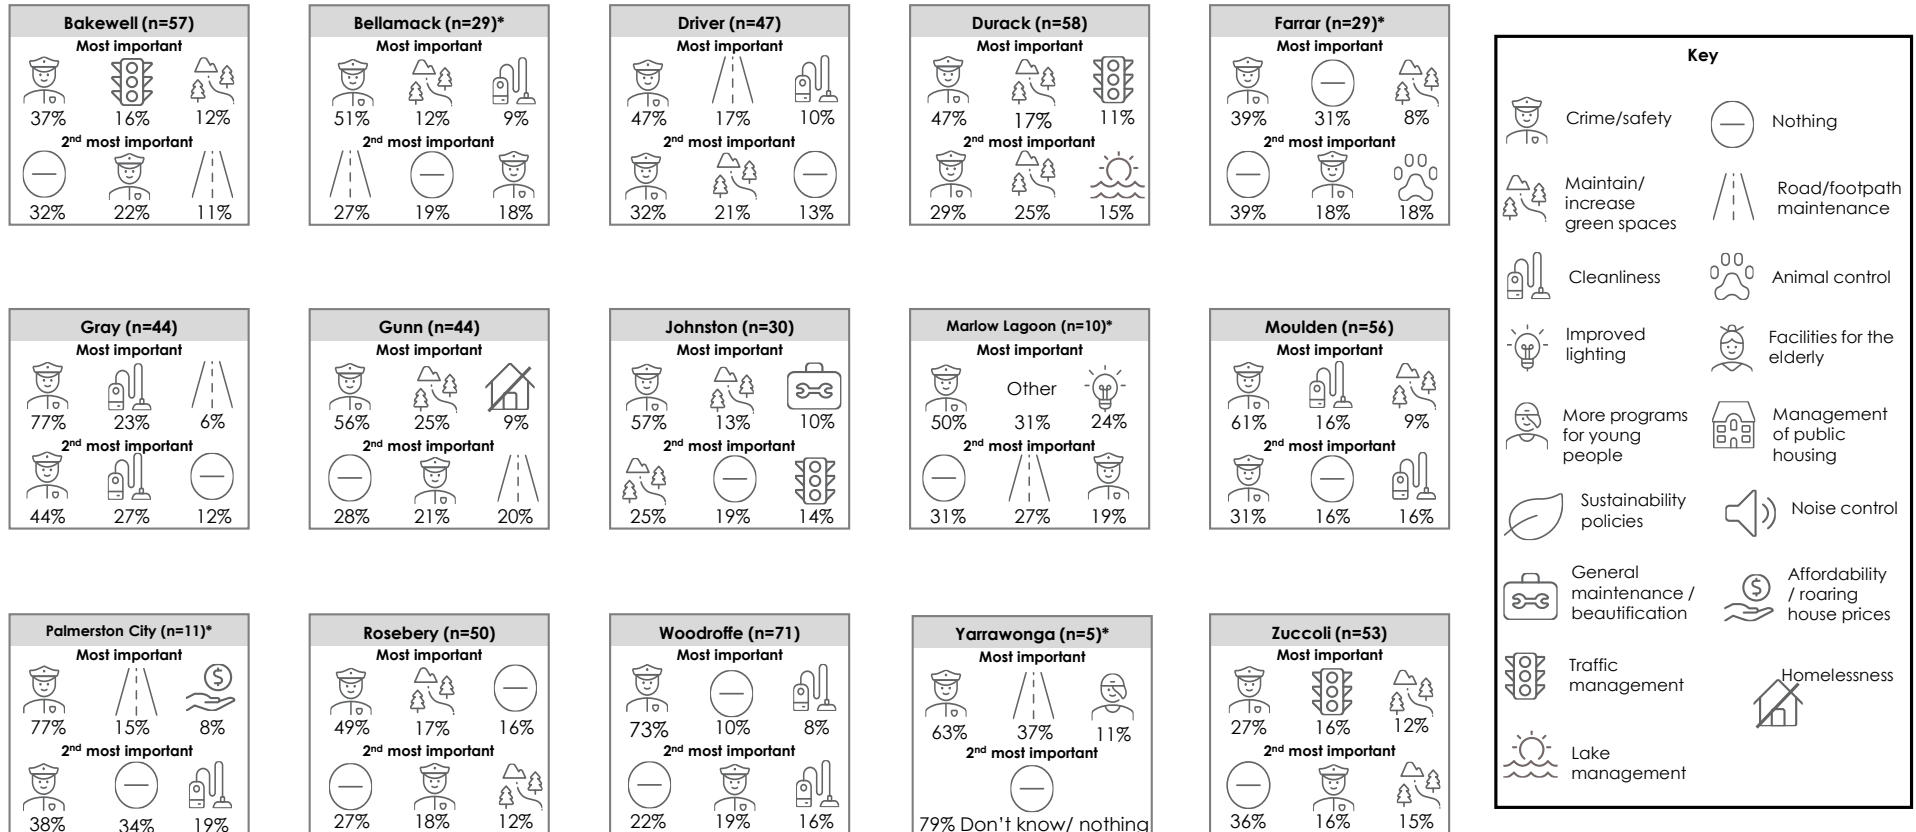 Bakewell (n=57)
Most important
37% 16% 12%
2nd most important
32% 22% 11%
Bellamack (n=29)*
Most important
51% 12% 9%
2nd most important
27% 19% 18%
Driver (n=47)
Most important
47% 17% 10%
2nd most important
32% 21% 13%
Durack (n=58)
Most important
47% 17% 11%
2nd most important
29% 25% 15%
Farrar (n=29)*
Most important
39% 31% 8%
2nd most important
39% 18% 18%
Gray (n=44)
Most important
77% 23% 6%
2nd most important
44% 27% 12%
Gunn (n=44)
Most important
56% 25% 9%
2nd most important
28% 21% 20%
Johnston (n=30)
Most important
57% 13% 10%
2nd most important
25% 19% 14%
Marlow Lagoon (n=10)*
Most important
Other
50% 31% 24%
2nd most important
31% 27% 19%
Moulden (n=56)
Most important
61% 16% 9%
2nd most important
31% 16% 16%
Palmerston City (n=11)*
Most important
77% 15% 8%
2nd most important
38% 34% 19%
Rosebery (n=50)
Most important
49% 17% 16%
2nd most important
27% 18% 12%
Woodroffe (n=71)
Most important
73% 10% 8%
2nd most important
22% 19% 16%
Yarrawonga (n=5)*
Most important
63% 37% 11%
2nd most important
79% Don't know/ nothing
Zuccoli (n=53)
Most important
27% 16% 12%
2nd most important
36% 16% 15%
Key
Crime/safety
Nothing
Maintain/
increase
green spaces
Road/footpath
maintenance
Cleanliness
Animal control
Improved
lighting
Facilities for the
elderly
More programs
for young
people
Management
of public
housing
Sustainability
policies
Noise control
General
maintenance /
beautification
Affordability
/ roaring
house prices
Traffic
management
Homelessness
Lake
management